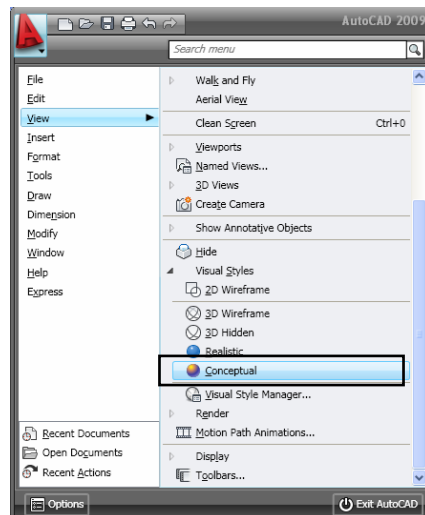 AutoCAD 2009
Search menu
File
Edit
View
Insert
Format
Tools
Draw
Dimension
Modify
Window
Help
Express
Recent Documents
Open Documents
Recent Actions
Walk and Fly
Aerial View
Clean Screen Ctrl+0
Viewports
Named Views...
3D Views
Create Camera
Show Annotative Objects
Hide
Visual Styles
2D Wireframe
3D Wireframe
3D Hidden
Realistic
Conceptual
Visual Style Manager...
Render
Motion Path Animations...
Display
Toolbars...
Options
Exit AutoCAD